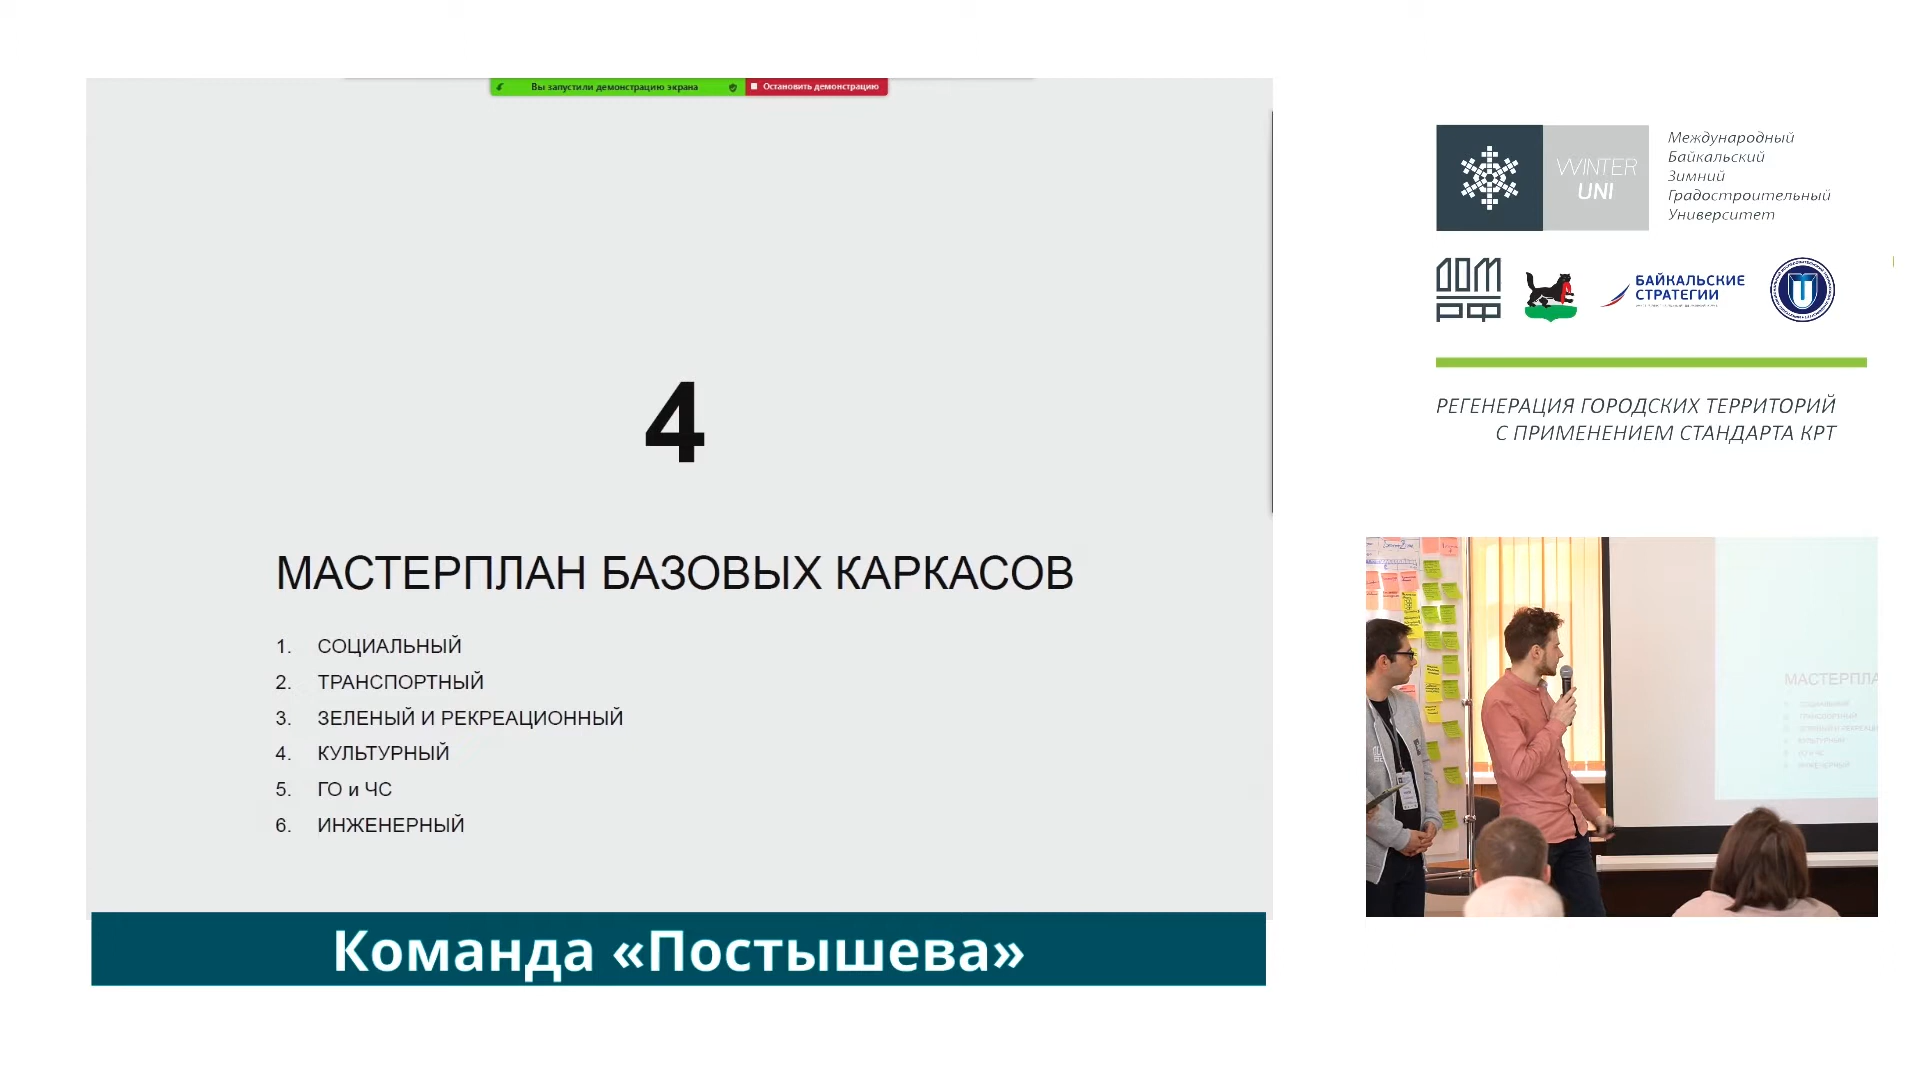 Вы запустили демонстрацию экрана
Остановить демонстрацию
4
МАСТЕРПЛАН БАЗОВЫХ КАРКАСОВ
1. СОЦИАЛЬНЫЙ
2. ТРАНСПОРТНЫЙ
3. ЗЕЛЕНЫЙ И РЕКРЕАЦИОННЫЙ
4. КУЛЬТУРНЫЙ
5. ГО и ЧС
6. ИНЖЕНЕРНЫЙ
Команда «Постышева»
WINTER
UNI
Международный
Байкальский
Зимний
Градостроительный
Университет
ДОМ
РФ
БАЙКАЛЬСКИЕ
СТРАТЕГИИ
РЕГЕНЕРАЦИЯ ГОРОДСКИХ ТЕРРИТОРИЙ
С ПРИМЕНЕНИЕМ СТАНДАРТА КРТ
МАСТЕРПЛА